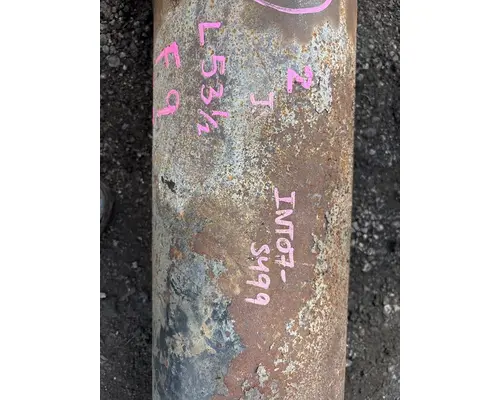 Z
I
L53½
F9
INT07-
S499